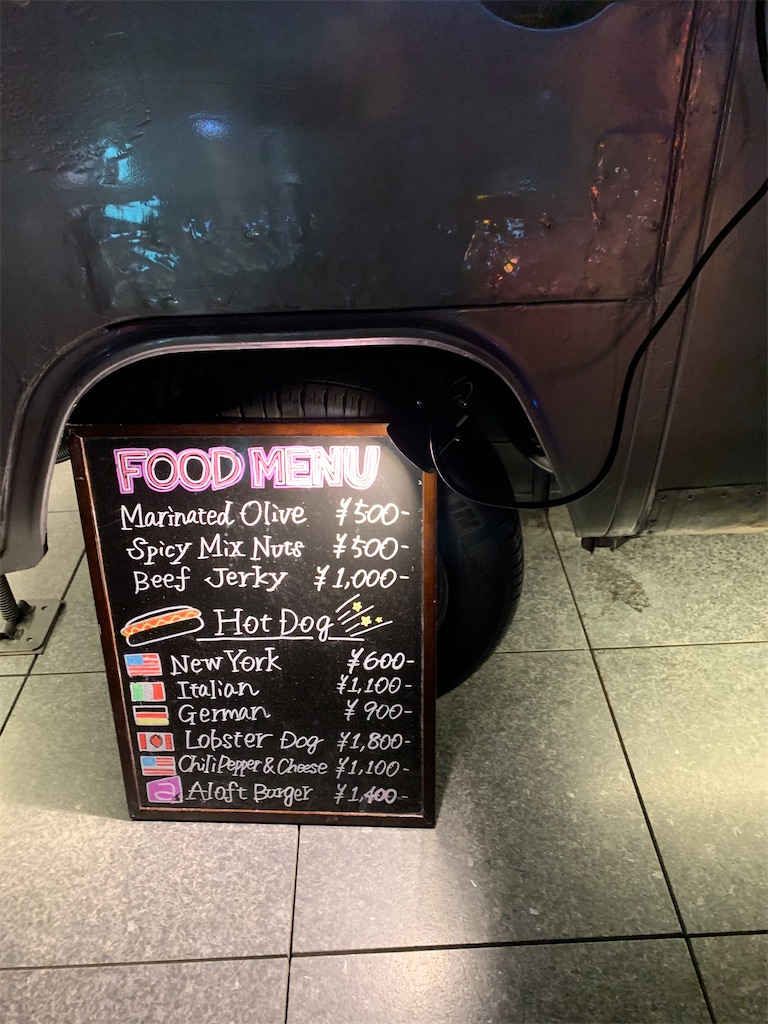 FOOD MENU
Marinated Olive ¥500-
Spicy Mix Nuts ¥500-
Beef Jerky ¥1,000-
Hot Dog
New York ¥600-
Italian ¥1,100-
German ¥900-
Lobster Dog ¥1,800-
Chili Pepper & Cheese ¥1,100-
a Aloft Burger ¥1,400-